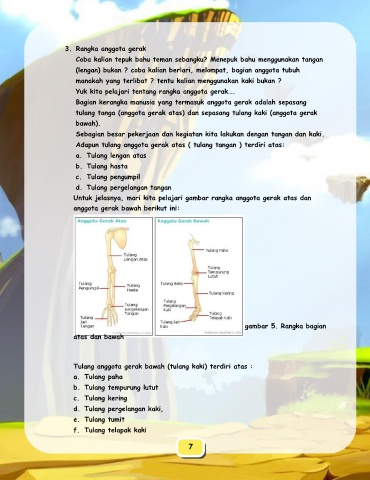 3. Rangka anggota gerak
Coba kalian tepuk bahu teman sebangku? Menepuk bahu menggunakan tangan
(lengan) bukan ? coba kalian berlari, melompat, bagian anggota tubuh
manakah yang terlibat ? tentu kalian menggunakan kaki bukan ?
Yuk kita pelajari tentang rangka anggota gerak....
Bagian kerangka manusia yang termasuk anggota gerak adalah sepasang
tulang tanga (anggota gerak atas) dan sepasang tulang kaki (anggota gerak
bawah).
Sebagian besar pekerjaan dan kegiatan kita lakukan dengan tangan dan kaki.
Adapun tulang anggota gerak atas ( tulang tangan ) terdiri atas:
a. Tulang lengan atas
b. Tulang hasta
c. Tulang pengumpil
d. Tulang pergelangan tangan
Untuk jelasnya, mari kita pelajari gambar rangka anggota gerak atas dan
anggota gerak bawah berikut ini:
Anggota Gerak Atas
Tulang
Lengan Atas
Tulang
Pengumpil
Tulang
Hasta
Tulang
pergelangan
Tangan
Tulang
Jari
Tangan
Anggota Gerak Bawah
Tulang Paha
Tulang
Tempurung
Lutut
Tulang Betis
Tulang Kering
Tulang
Pergelangan
Kaki
Tulang
Telapak Kaki
Tulang Jari
Kaki
gambar 5. Rangka bagian
atas dan bawah
Tulang anggota gerak bawah (tulang kaki) terdiri atas :
a. Tulang paha
b. Tulang tempurung lutut
c. Tulang kering
d. Tulang pergelangan kaki,
e. Tulang tumit
f. Tulang telapak kaki
7